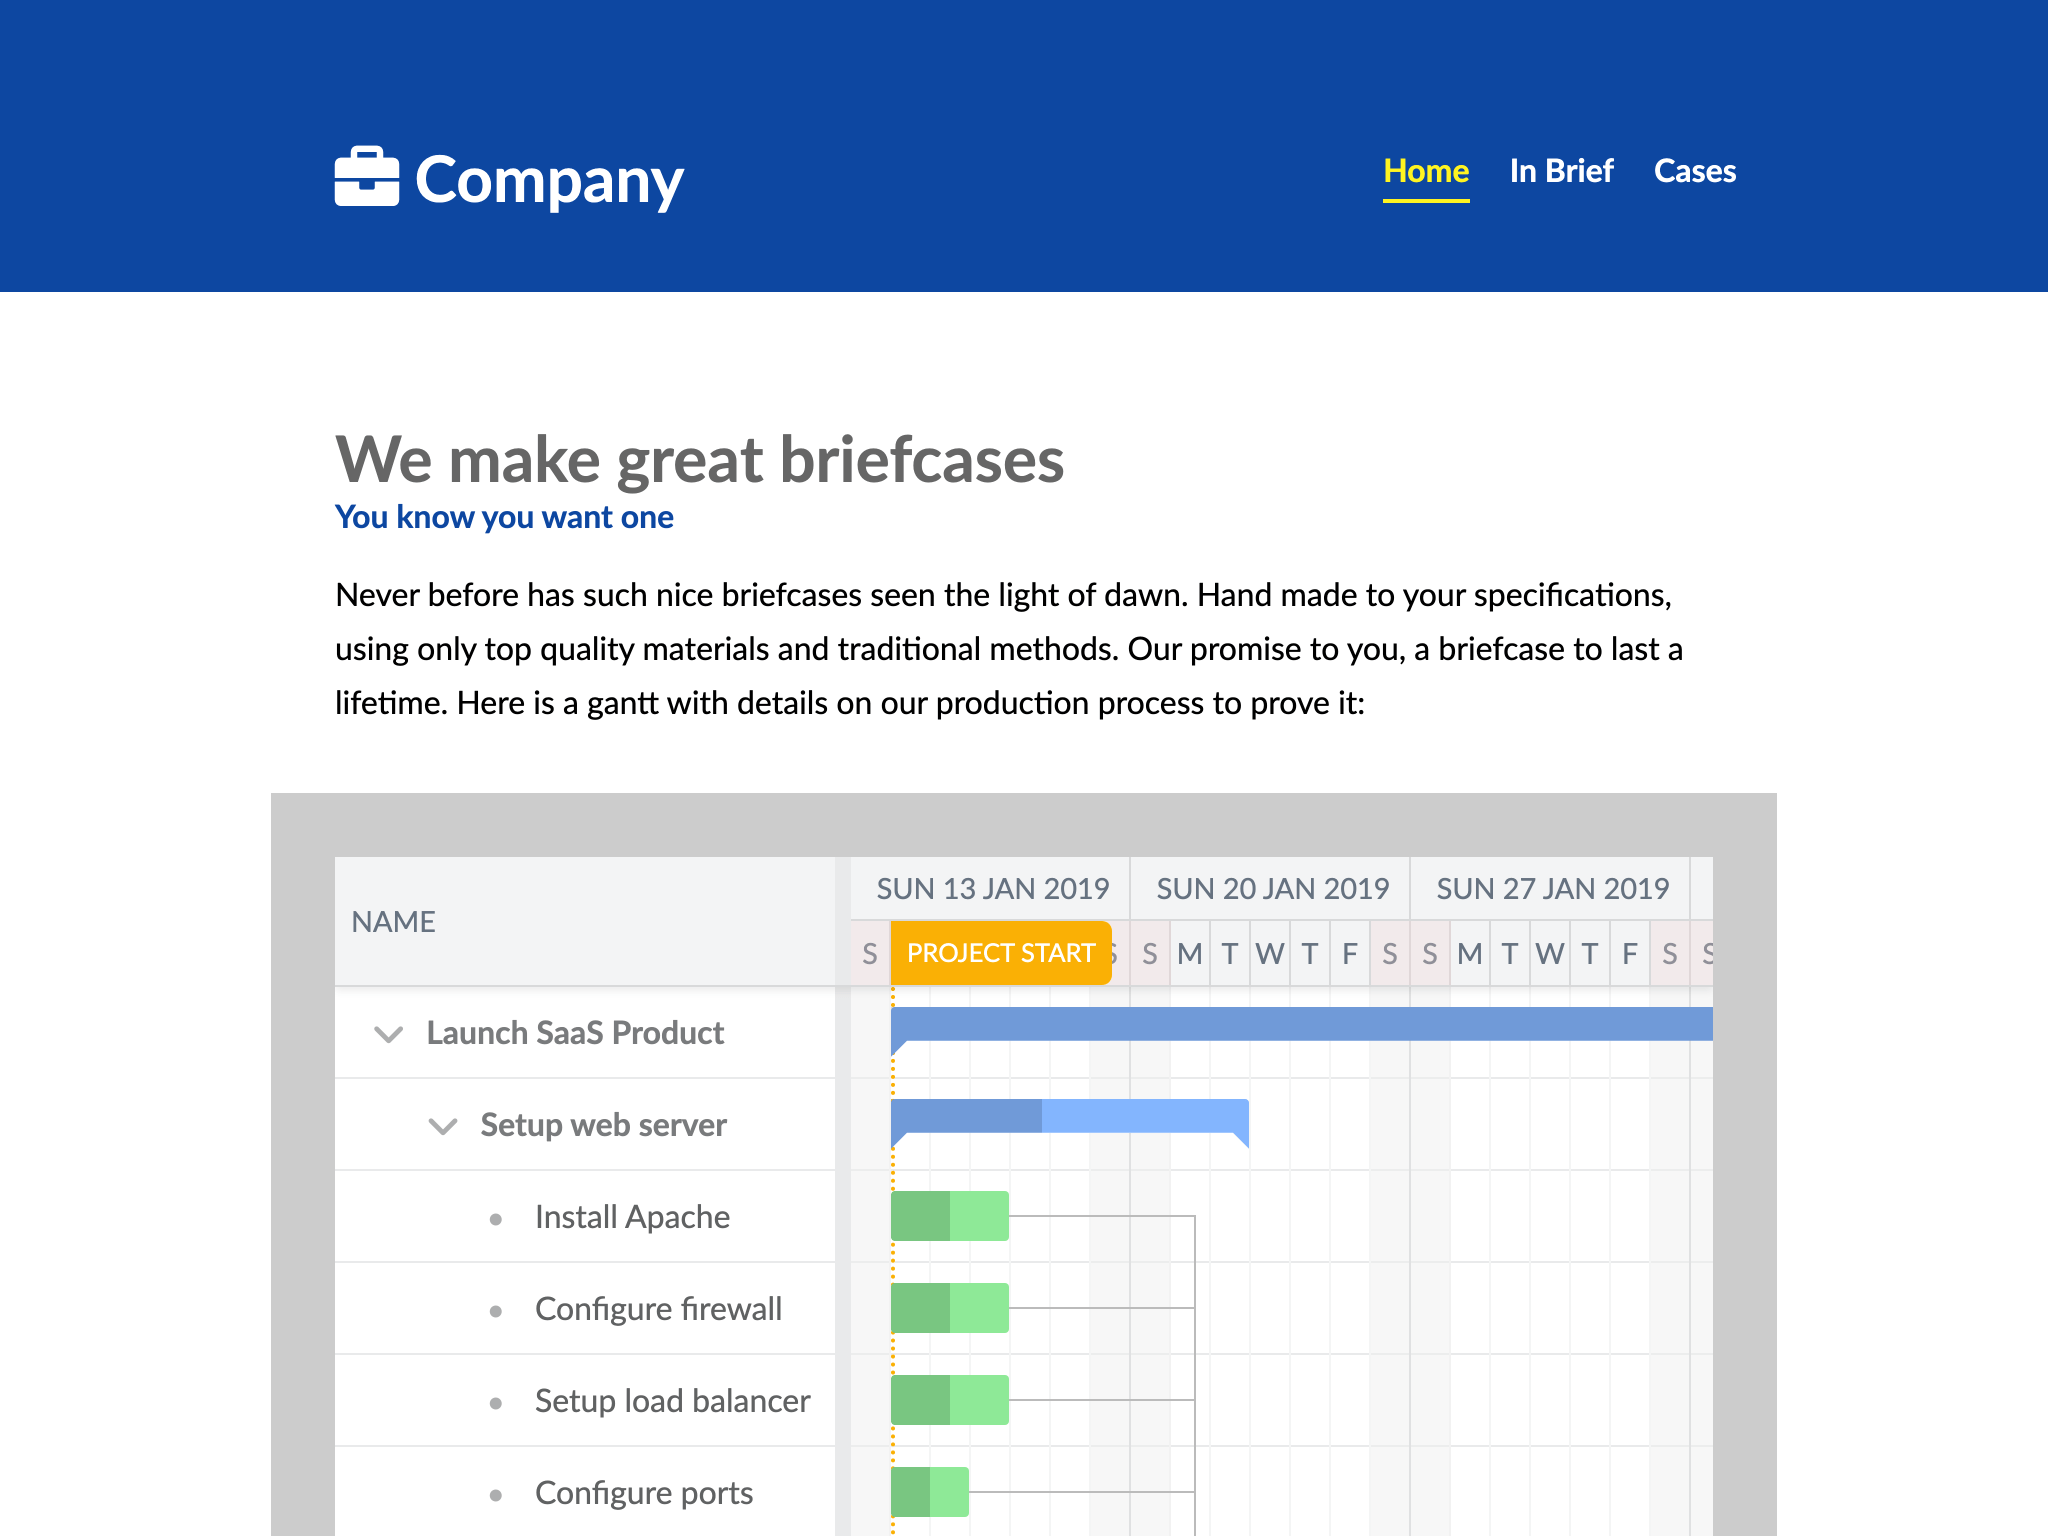 Company
Home In Brief Cases
We make great briefcases
You know you want one
Never before has such nice briefcases seen the light of dawn. Hand made to your specifications,
using only top quality materials and traditional methods. Our promise to you, a briefcase to last a
lifetime. Here is a gantt with details on our production process to prove it:
NAME
SUN 13 JAN 2019 SUN 20 JAN 2019 SUN 27 JAN 2019
S PROJECT START S S M T W T F S S M T W T F S S
Launch SaaS Product
Setup web server
Install Apache
Configure firewall
Setup load balancer
Configure ports